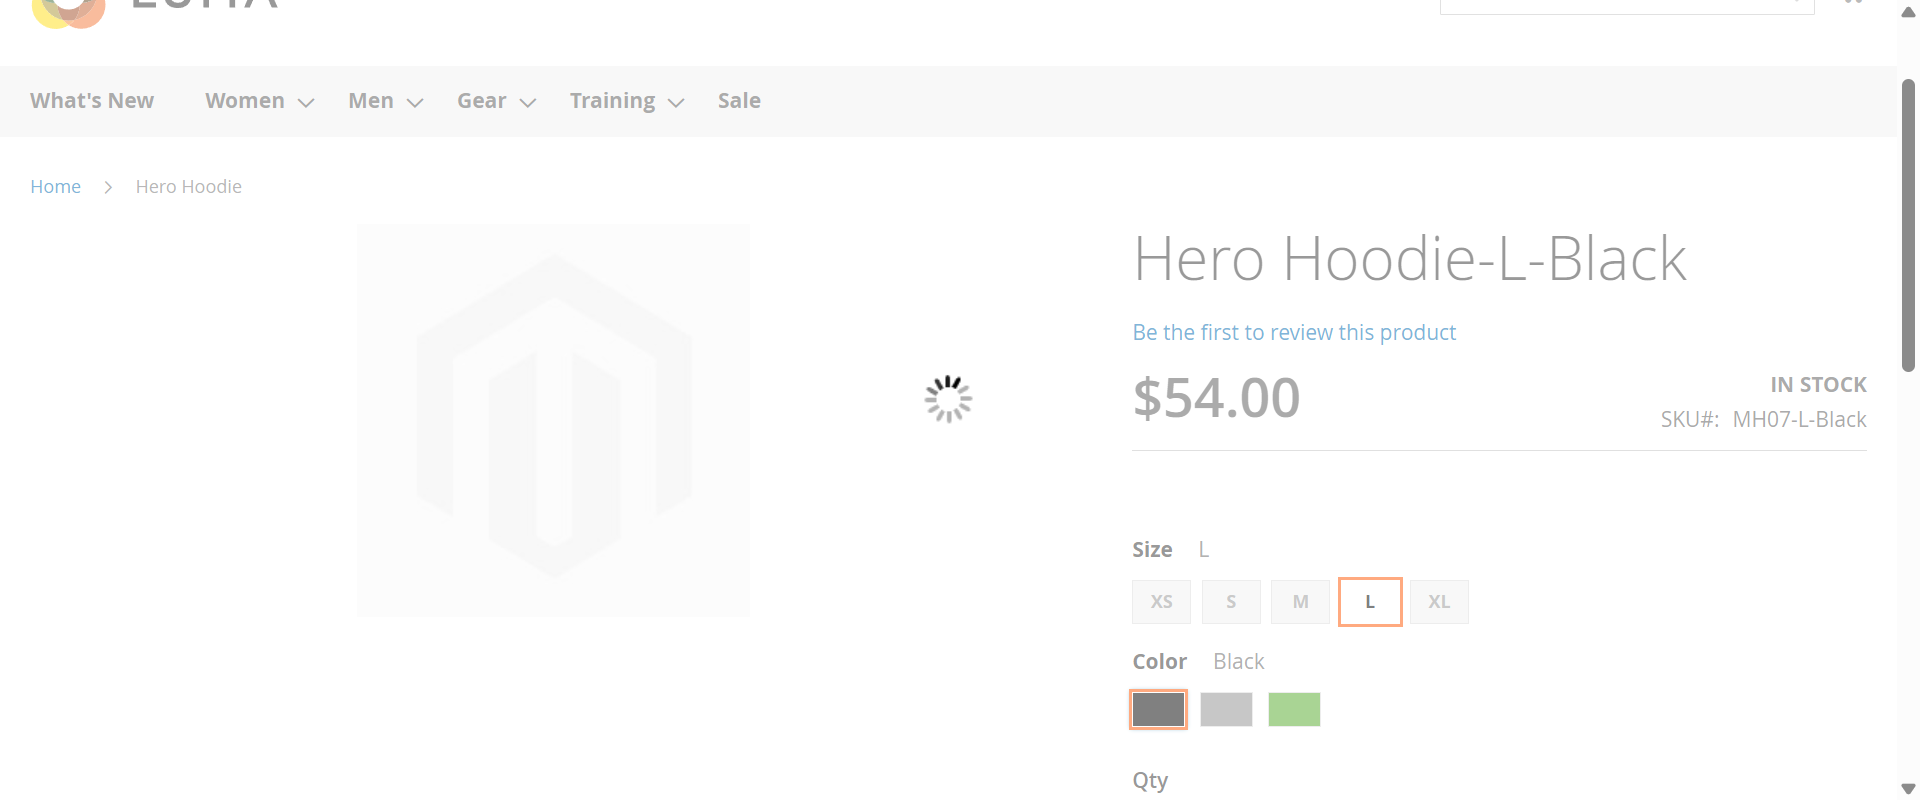 What's New
Women
Men
Gear
Training
Sale
Home
Hero Hoodie
Hero Hoodie-L-Black
Be the first to review this product
$54.00
IN STOCK
SKU#: MH07-L-Black
Size L
XS
S
M
L
XL
Color Black
Qty